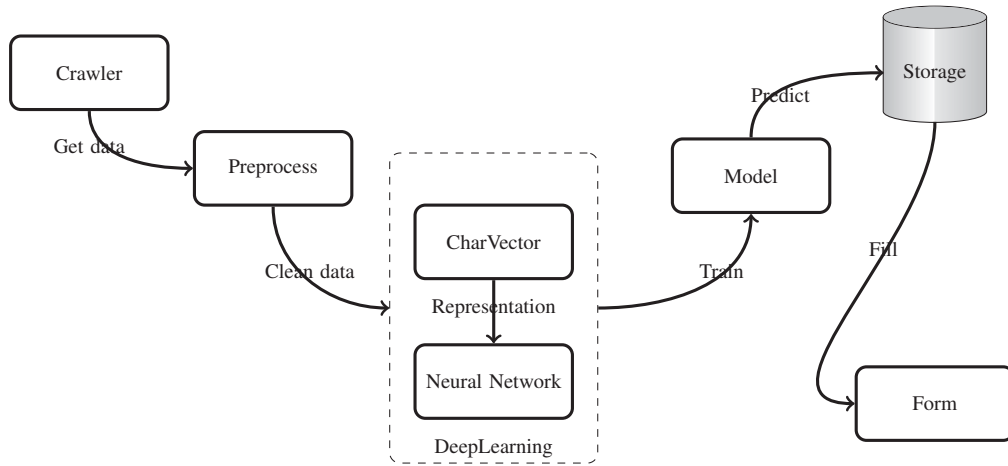 Crawler
Get data
Preprocess
Clean data
CharVector
Representation
Neural Network
DeepLearning
Train
Model
Predict
Storage
Fill
Form